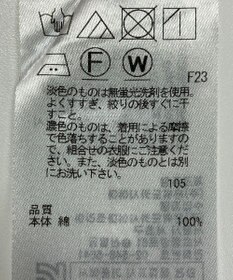 F
W
F23
淡色のものは無蛍光洗剤を使用。
よくすすぎ、絞りの後すぐに干
すこと。
濃色のものは、着用による摩擦
で色落ちすることがありますの
で、組合せの衣服にご注意くだ
さい。また、淡色のものとは別
にお洗い下さい。
105
品質
本体 綿 100%